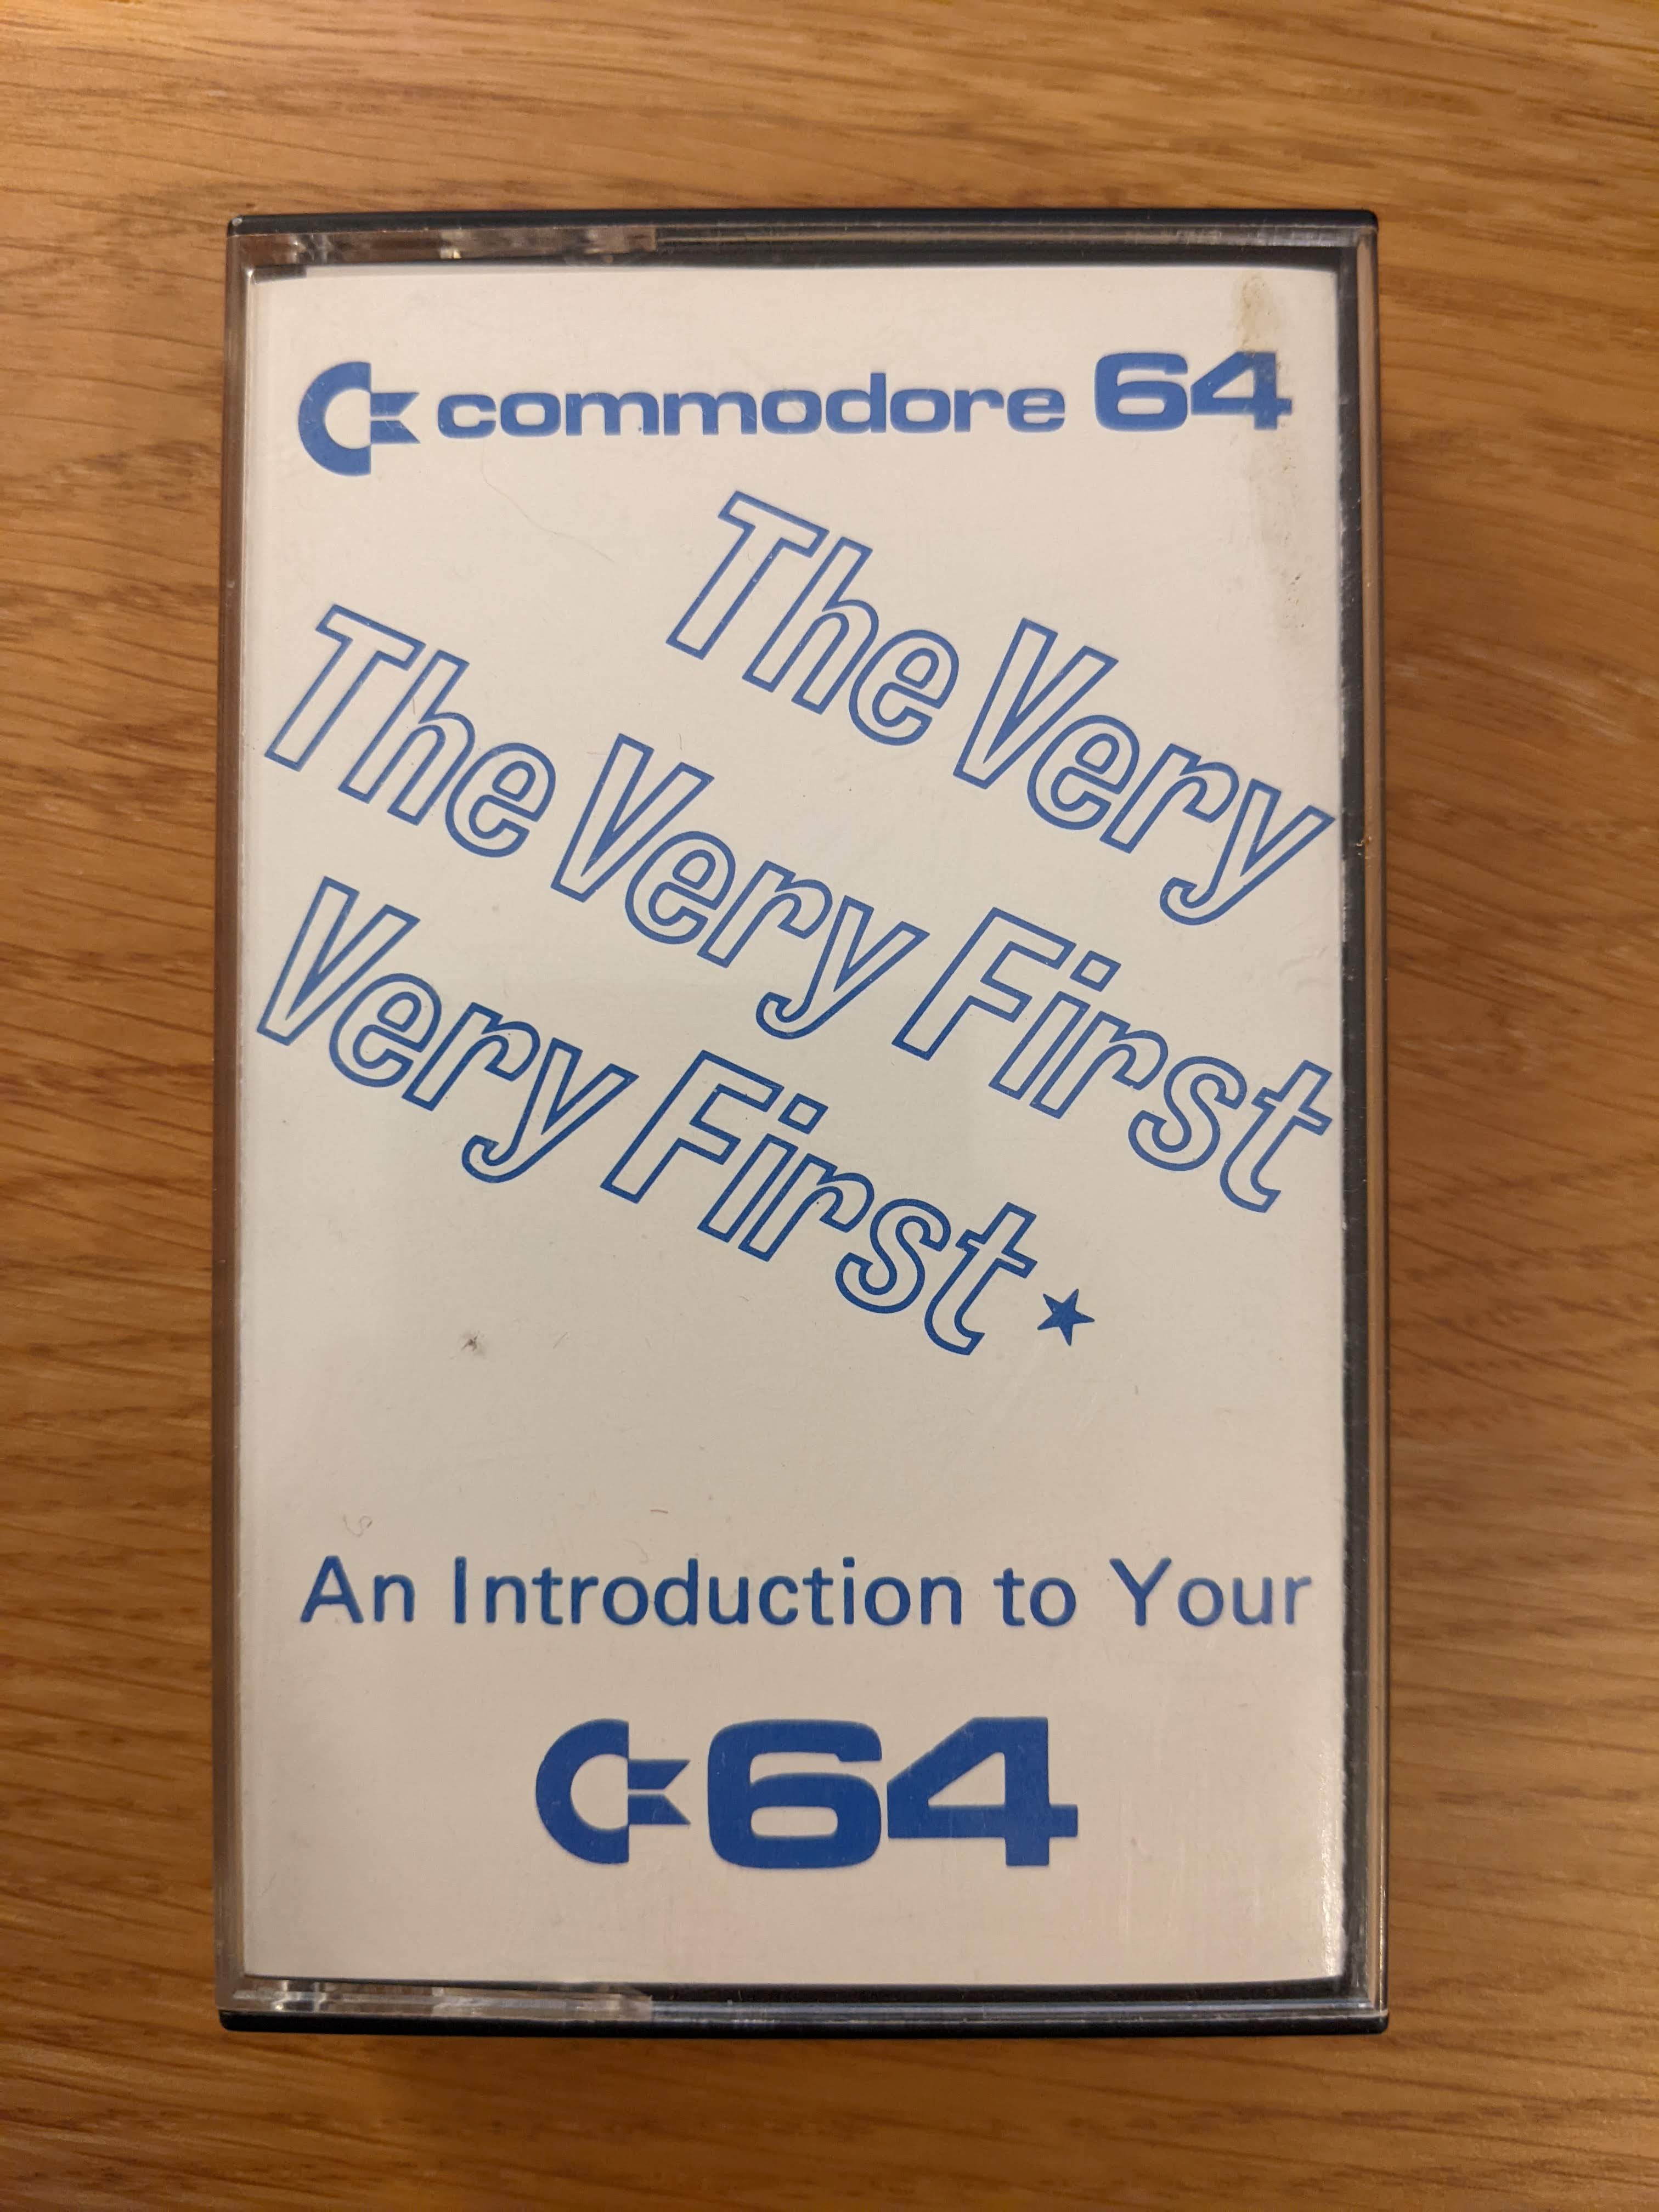 commodore 64
The Very
The Very First
Very First★
An Introduction to Your
C=64